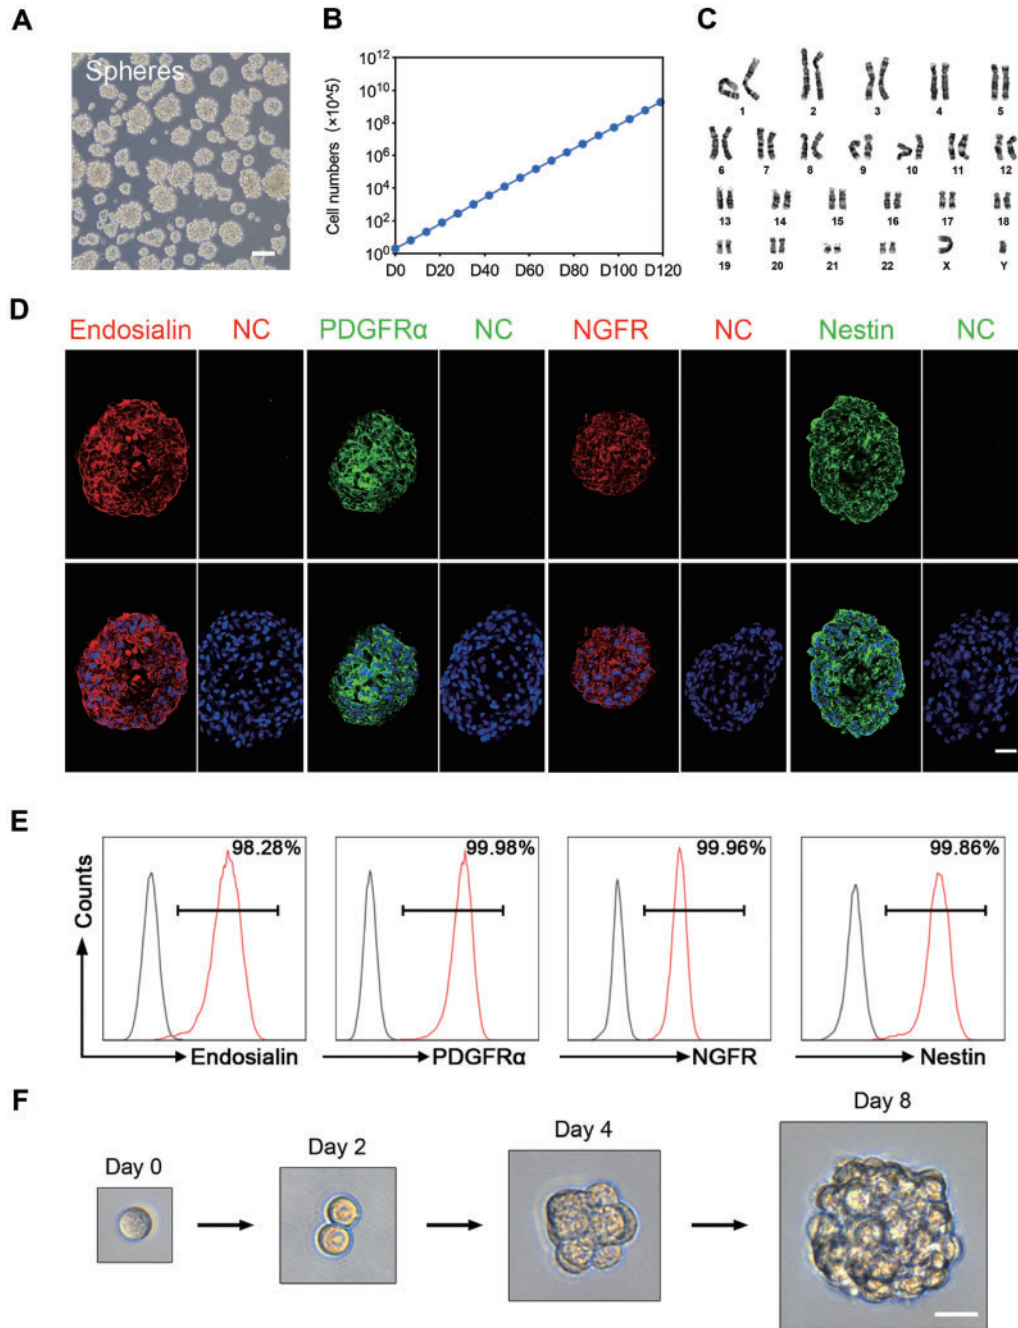 A
Spheres
B
Cell numbers (×10^5)
10^12
10^10
10^8
10^6
10^4
10^2
10^0
D0 D20 D40 D60 D80 D100 D120
C
1 2 3 4 5
6 7 8 9 10 11 12
13 14 15 16 17 18
19 20 21 22 X Y
D
Endosialin NC PDGFRα NC NGFR NC Nestin NC
E
98.28% 99.98% 99.96% 99.86%
Counts
Endosialin PDGFRα NGFR Nestin
F
Day 0 Day 2 Day 4 Day 8